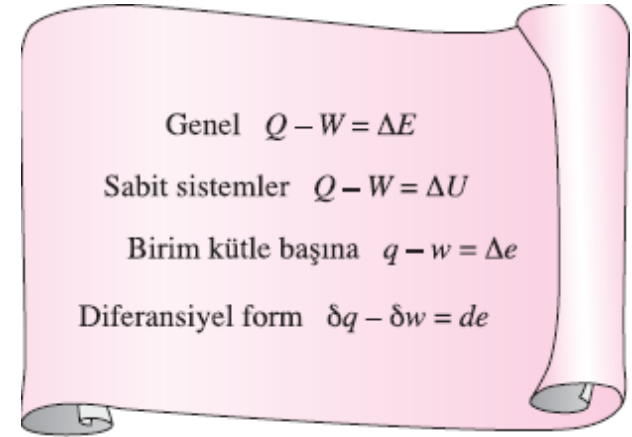 Genel Q – W = ΔE
Sabit sistemler Q – W = ΔU
Birim kütle başına q – w = Δe
Diferansiyel form δq – δw = de